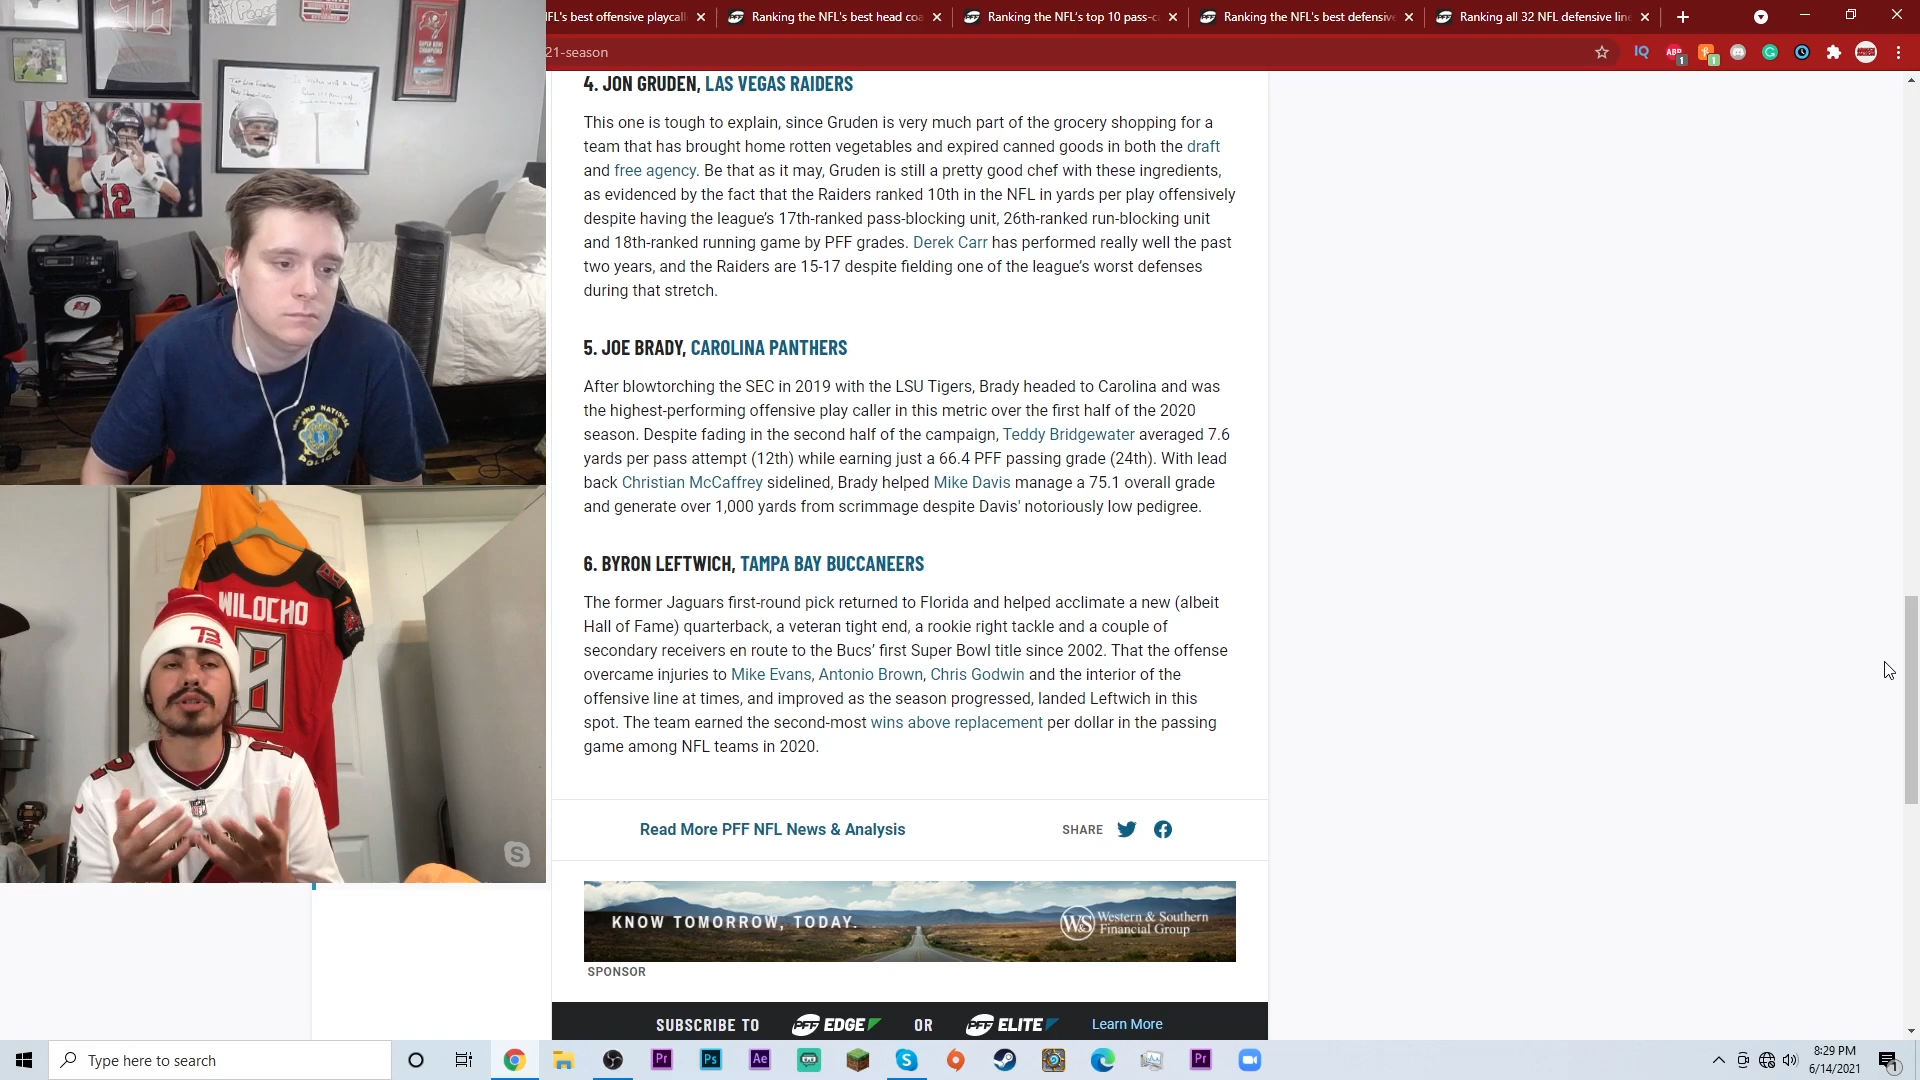 NFL's best offensive playcall
Ranking the NFL's best head coa
Ranking the NFL's top 10 pass-c
Ranking the NFL's best defensive
Ranking all 32 NFL defensive line
21-season
4. JON GRUDEN, LAS VEGAS RAIDERS
This one is tough to explain, since Gruden is very much part of the grocery shopping for a
team that has brought home rotten vegetables and expired canned goods in both the draft
and free agency. Be that as it may, Gruden is still a pretty good chef with these ingredients,
as evidenced by the fact that the Raiders ranked 10th in the NFL in yards per play offensively
despite having the league's 17th-ranked pass-blocking unit, 26th-ranked run-blocking unit
and 18th-ranked running game by PFF grades. Derek Carr has performed really well the past
two years, and the Raiders are 15-17 despite fielding one of the league's worst defenses
during that stretch.
5. JOE BRADY, CAROLINA PANTHERS
After blowtorching the SEC in 2019 with the LSU Tigers, Brady headed to Carolina and was
the highest-performing offensive play caller in this metric over the first half of the 2020
season. Despite fading in the second half of the campaign, Teddy Bridgewater averaged 7.6
yards per pass attempt (12th) while earning just a 66.4 PFF passing grade (24th). With lead
back Christian McCaffrey sidelined, Brady helped Mike Davis manage a 75.1 overall grade
and generate over 1,000 yards from scrimmage despite Davis' notoriously low pedigree.
6. BYRON LEFTWICH, TAMPA BAY BUCCANEERS
The former Jaguars first-round pick returned to Florida and helped acclimate a new (albeit
Hall of Fame) quarterback, a veteran tight end, a rookie right tackle and a couple of
secondary receivers en route to the Bucs' first Super Bowl title since 2002. That the offense
overcame injuries to Mike Evans, Antonio Brown, Chris Godwin and the interior of the
offensive line at times, and improved as the season progressed, landed Leftwich in this
spot. The team earned the second-most wins above replacement per dollar in the passing
game among NFL teams in 2020.
Read More PFF NFL News & Analysis
SHARE
KNOW TOMORROW, TODAY.
W&S Western & Southern
Financial Group
SPONSOR
SUBSCRIBE TO PFF EDGE OR PFF ELITE Learn More
12
POLICE
WILOCHO
8
TB
Type here to search
8:29 PM
6/14/2021